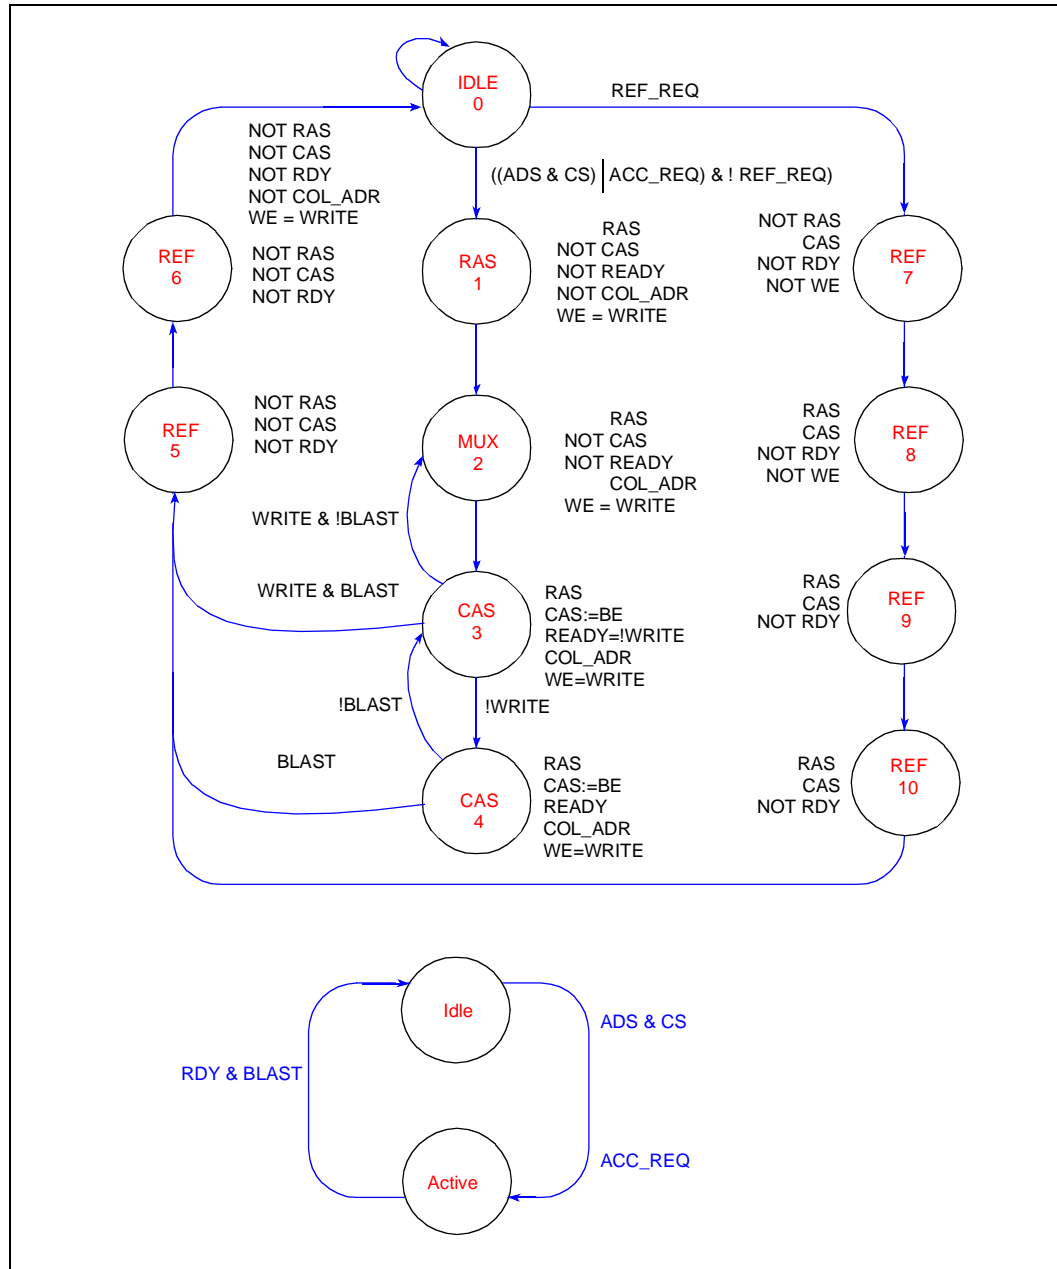 IDLE
0
REF_REQ
NOT RAS
NOT CAS
NOT RDY
NOT COL_ADR
WE = WRITE
((ADS & CS) | ACC_REQ) & ! REF_REQ)
REF
6
NOT RAS
NOT CAS
NOT RDY
RAS
1
RAS
NOT CAS
NOT READY
NOT COL_ADR
WE = WRITE
NOT RAS
CAS
NOT RDY
NOT WE
REF
7
REF
5
NOT RAS
NOT CAS
NOT RDY
MUX
2
RAS
NOT CAS
NOT READY
COL_ADR
WE = WRITE
RAS
CAS
NOT RDY
NOT WE
REF
8
WRITE & !BLAST
WRITE & BLAST
CAS
3
RAS
CAS:=BE
READY=!WRITE
COL_ADR
WE=WRITE
RAS
CAS
NOT RDY
REF
9
!BLAST
!WRITE
BLAST
CAS
4
RAS
CAS:=BE
READY
COL_ADR
WE=WRITE
RAS
CAS
NOT RDY
REF
10
Idle
ADS & CS
RDY & BLAST
ACC_REQ
Active